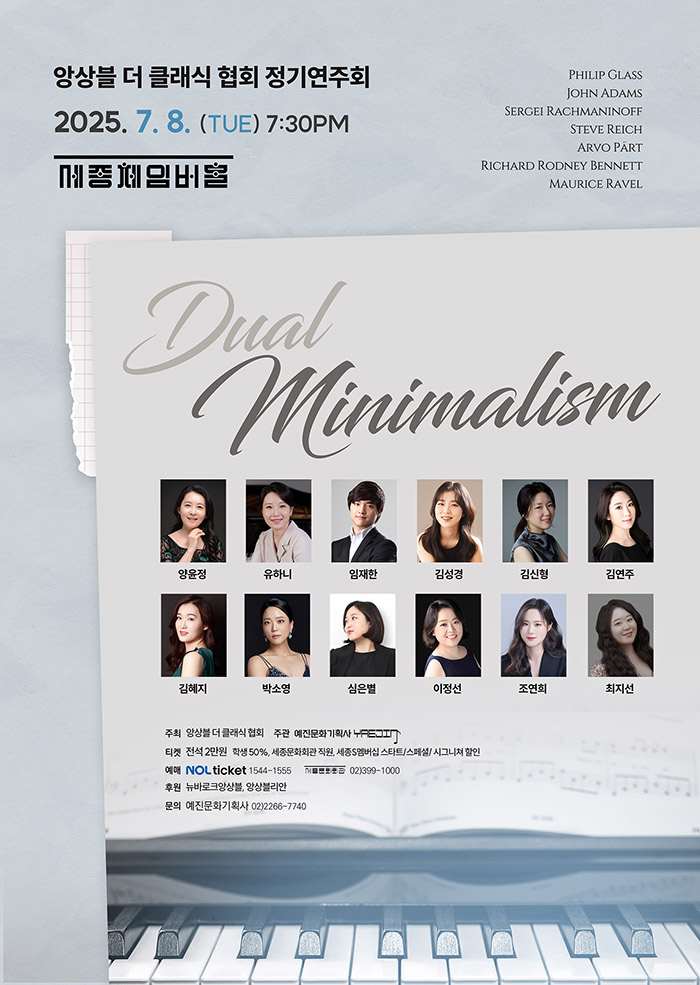 앙상블 더 클래식 협회 정기연주회
2025. 7. 8. (TUE) 7:30PM
세종체임버홀
PHILIP GLASS
JOHN ADAMS
SERGEI RACHMANINOFF
STEVE REICH
ARVO PÄRT
RICHARD RODNEY BENNETT
MAURICE RAVEL
Dual
Minimalism
양윤정 유하니 임재한 김성경 김신형 김연주
김혜지 박소영 심은별 이정선 조연희 최지선
주최 앙상블 더 클래식 협회 주관 예진문화기획사 YAEJIN
티켓 전석 2만원 학생 50%, 세종문화회관 직원, 세종S멤버십 스타트/스페셜/ 시그니쳐 할인
예매 NOL ticket 1544-1555 세종문화회관 02)399-1000
후원 뉴바로크앙상블, 앙상블리안
문의 예진문화기획사 02)2266-7740